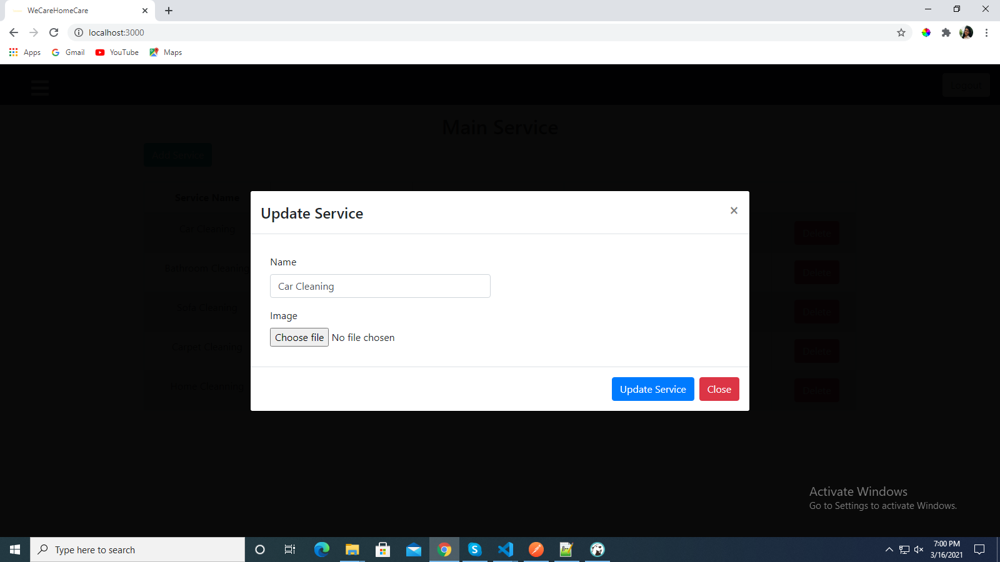 WeCareHomeCare
localhost:3000
Apps
Gmail
YouTube
Maps
Logout
Main Service
Add Service
Service Name
Car Cleaning
Delete
Bathroom Cleaning
Delete
Sofa Cleaning
Delete
Carpet Cleaning
Delete
Home Cleanning
Delete
Update Service
×
Name
Car Cleaning
Image
Choose file No file chosen
Update Service Close
Activate Windows
Go to Settings to activate Windows.
Type here to search
7:00 PM
3/16/2021